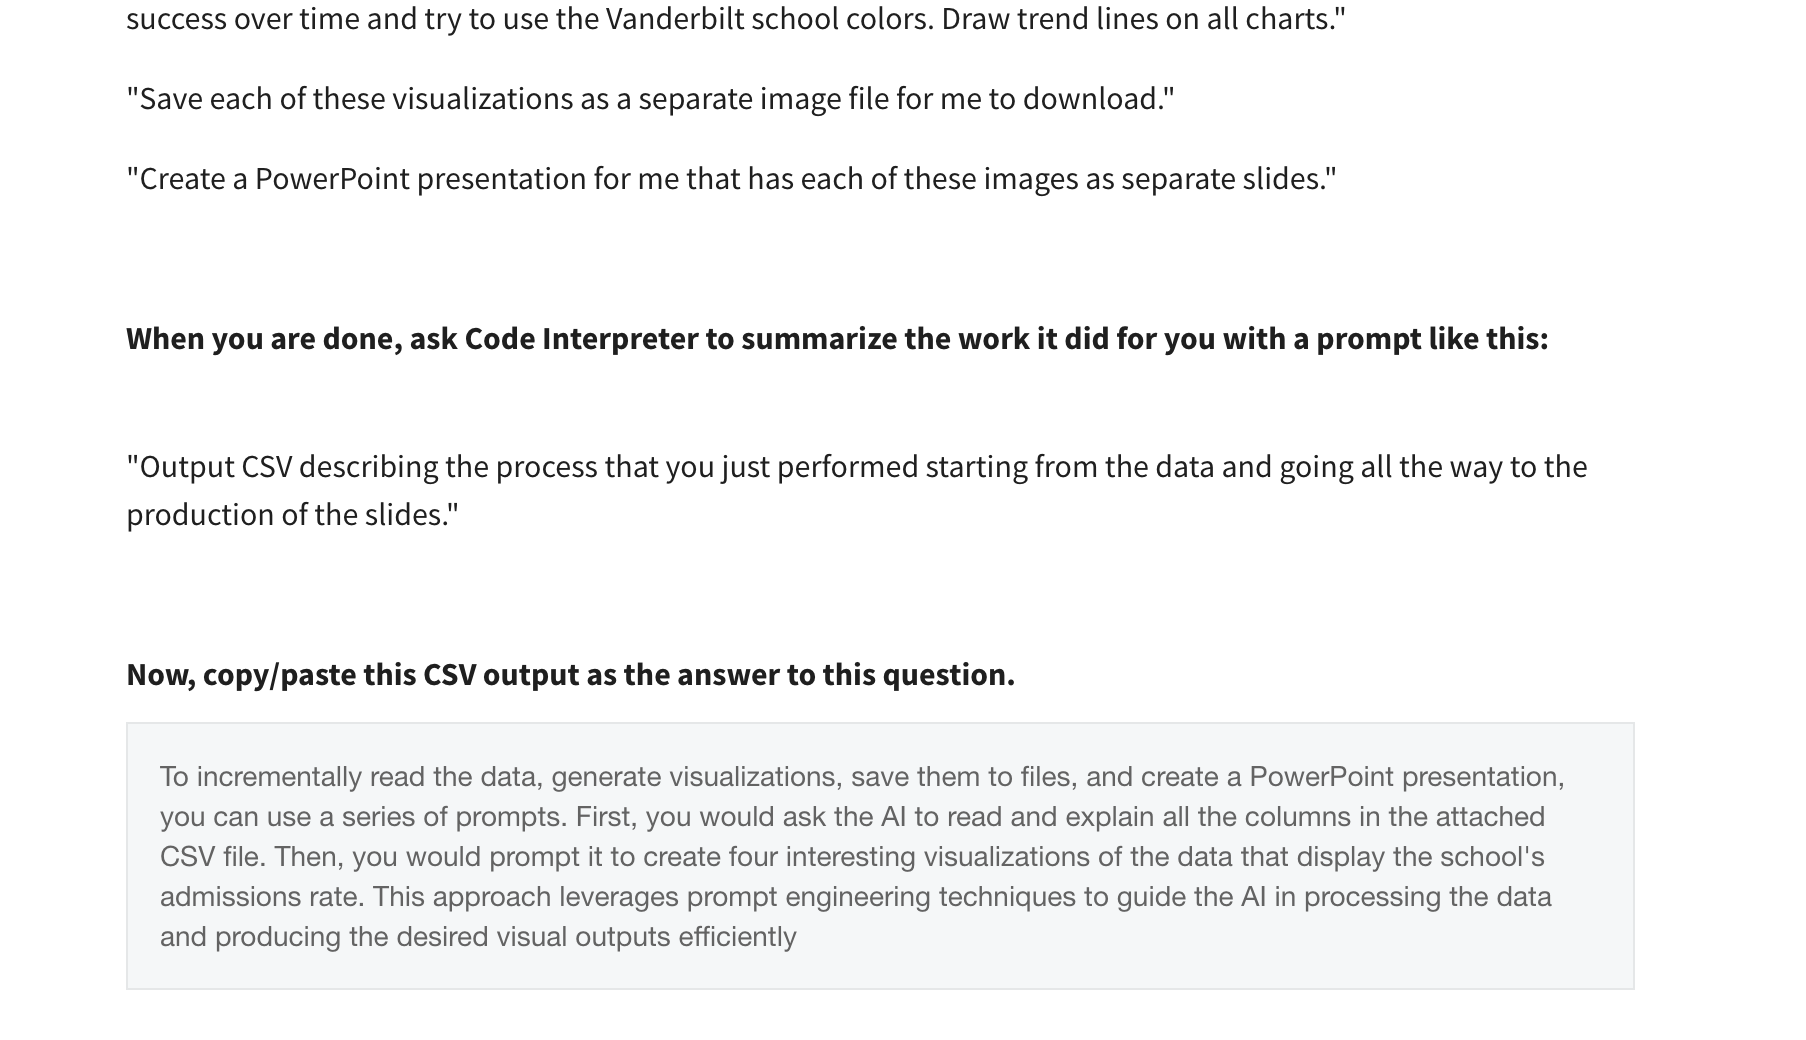 success over time and try to use the Vanderbilt school colors. Draw trend lines on all charts."
"Save each of these visualizations as a separate image file for me to download."
"Create a PowerPoint presentation for me that has each of these images as separate slides."
When you are done, ask Code Interpreter to summarize the work it did for you with a prompt like this:
"Output CSV describing the process that you just performed starting from the data and going all the way to the
production of the slides."
Now, copy/paste this CSV output as the answer to this question.
To incrementally read the data, generate visualizations, save them to files, and create a PowerPoint presentation,
you can use a series of prompts. First, you would ask the AI to read and explain all the columns in the attached
CSV file. Then, you would prompt it to create four interesting visualizations of the data that display the school's
admissions rate. This approach leverages prompt engineering techniques to guide the AI in processing the data
and producing the desired visual outputs efficiently